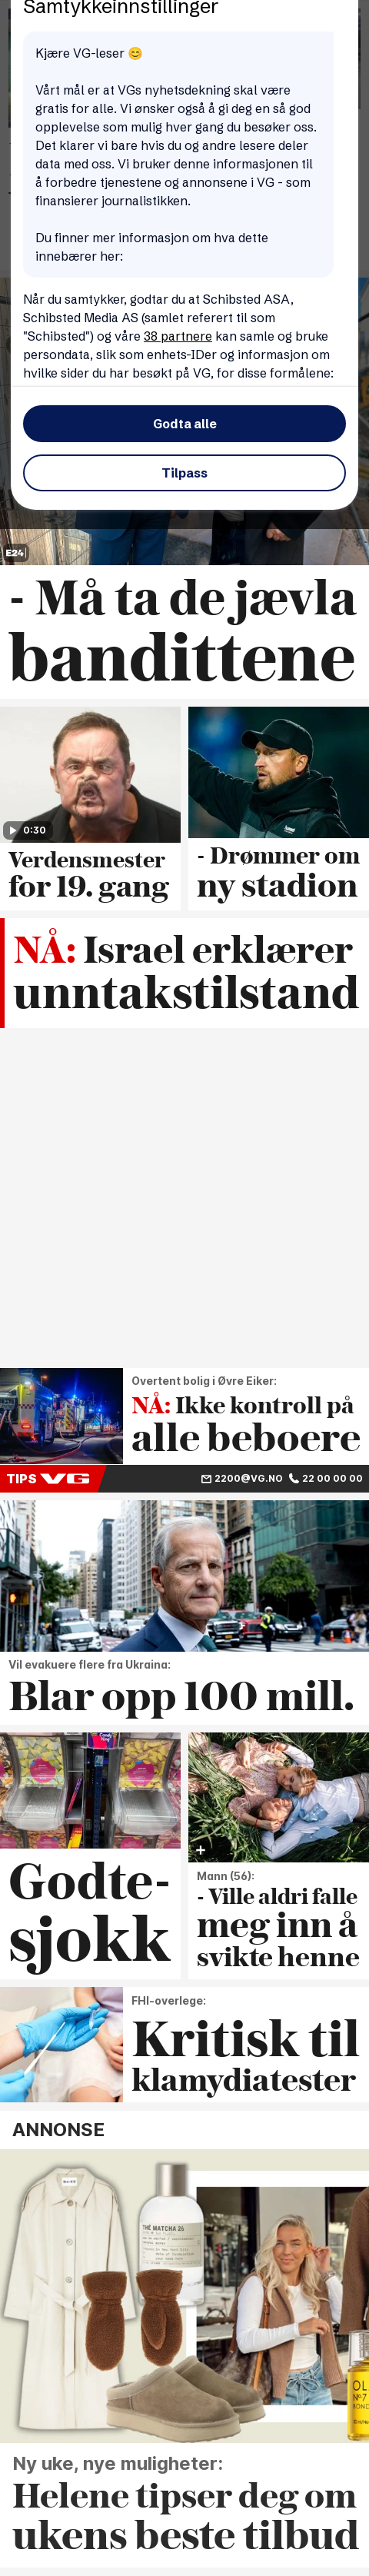 Samtykkeinnstillinger
Kjære VG-leser 😊
Vårt mål er at VGs nyhetsdekning skal være
gratis for alle. Vi ønsker også å gi deg en så god
opplevelse som mulig hver gang du besøker oss.
Det klarer vi bare hvis du og andre lesere deler
data med oss. Vi bruker denne informasjonen til
å forbedre tjenestene og annonsene i VG - som
finansierer journalistikken.
Du finner mer informasjon om hva dette
innebærer her:
Når du samtykker, godtar du at Schibsted ASA,
Schibsted Media AS (samlet referert til som
"Schibsted") og våre 38 partnere kan samle og bruke
persondata, slik som enhets-IDer og informasjon om
hvilke sider du har besøkt på VG, for disse formålene:
Godta alle
Tilpass
E24
- Må ta de jævla
bandittene
0:30
Verdensmester
for 19. gang
- Drømmer om
ny stadion
NÅ: Israel erklærer
unntakstilstand
Overtent bolig i Øvre Eiker:
NÅ: Ikke kontroll på
alle beboere
TIPS VG
2200@VG.NO
22 00 00 00
Vil evakuere flere fra Ukraina:
Blar opp 100 mill.
Godte-
sjokk
Mann (56):
- Ville aldri falle
meg inn å
svikte henne
FHI-overlege:
Kritisk til
klamydiatester
ANNONSE
THÉ MATCHA 26
Ny uke, nye muligheter:
Helene tipser deg om
ukens beste tilbud